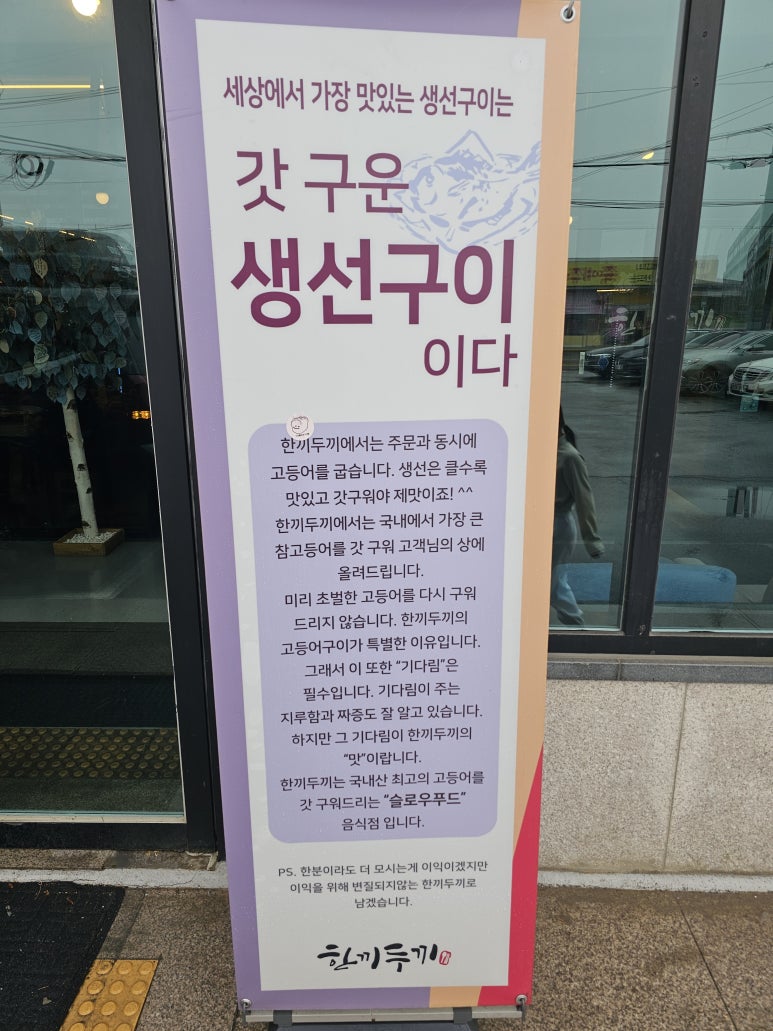 세상에서 가장 맛있는 생선구이는
갓 구운
생선구이
이다
한끼두끼에서는 주문과 동시에
고등어를 굽습니다. 생선은 클수록
맛있고 갓구워야 제맛이죠! ^^
한끼두끼에서는 국내에서 가장 큰
참고등어를 갓 구워 고객님의 상에
올려드립니다.
미리 초벌한 고등어를 다시 구워
드리지 않습니다. 한끼두끼의
고등어구이가 특별한 이유입니다.
그래서 이 또한 “기다림”은
필수입니다. 기다림이 주는
지루함과 짜증도 잘 알고 있습니다.
하지만 그 기다림이 한끼두끼의
“맛”이랍니다.
한끼두끼는 국내산 최고의 고등어를
갓 구워드리는 “슬로우푸드”
음식점 입니다.
PS. 한분이라도 더 모시는게 이익이겠지만
이익을 위해 변질되지않는 한끼두끼로
남겠습니다.
한끼두끼